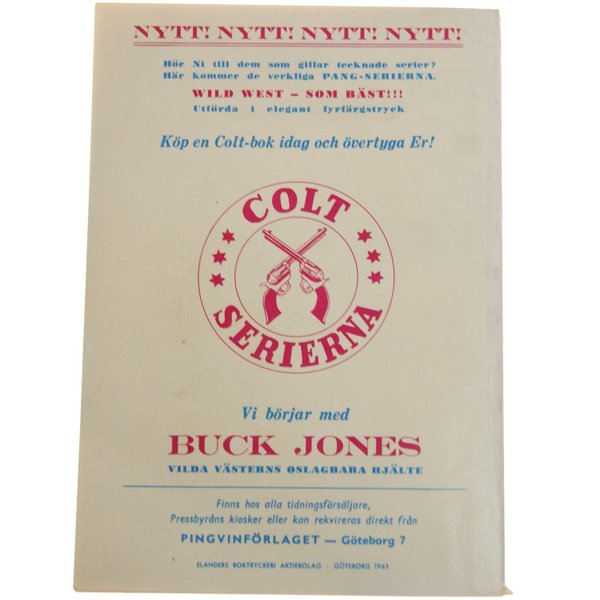 NYTT! NYTT! NYTT! NYTT!
Hör Ni till dem som gillar tecknade serier?
Här kommer de verkliga PANG-SERIERNA.
WILD WEST – SOM BÄST!!!
Utförda i elegant fyrfärgstryck
Köp en Colt-bok idag och övertyga Er!
COLT
SERIERNA
Vi börjar med
BUCK JONES
VILDA VÄSTERNS OSLAGBARA HJÄLTE
Finns hos alla tidningsförsäljare,
Pressbyråns kiosker eller kan rekvireras direkt från
PINGVINFÖRLAGET — Göteborg 7
ELANDERS BOKTRYCKERI AKTIEBOLAG · GÖTEBORG 1961